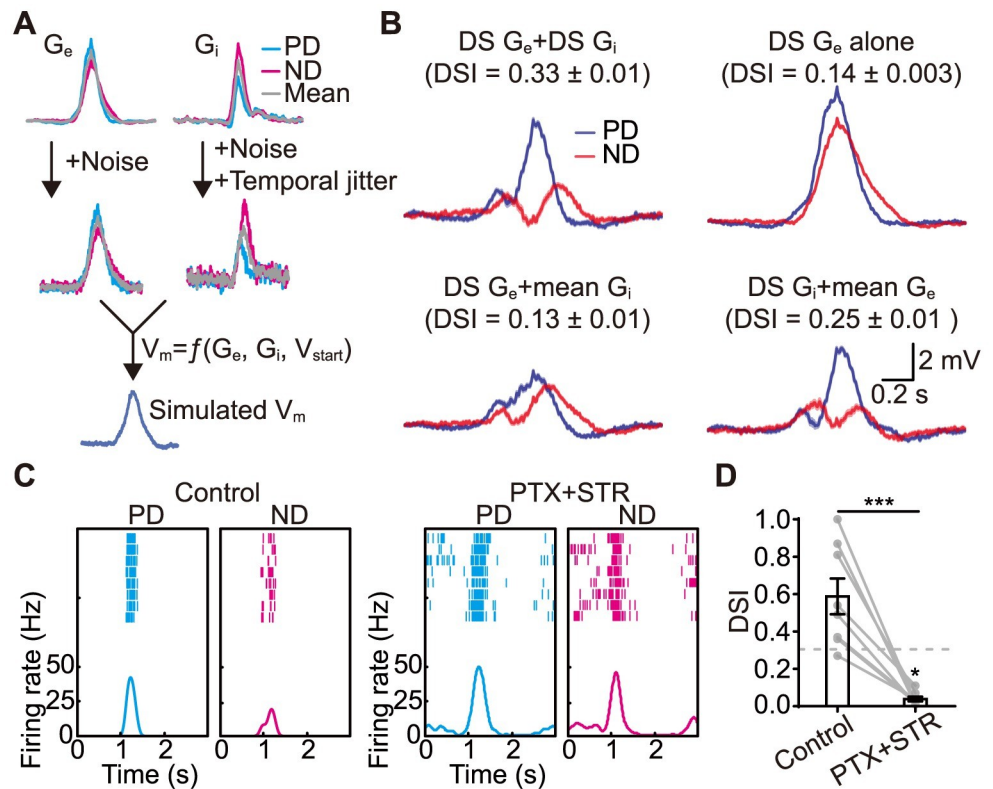 A
Ge
Gi
PD
ND
Mean
+Noise
+Noise
+Temporal jitter
Vm=f(Ge, Gi, Vstart)
Simulated Vm
B
DS Ge+DS Gi
(DSI = 0.33 ± 0.01)
DS Ge alone
(DSI = 0.14 ± 0.003)
PD
ND
DS Ge+mean Gi
(DSI = 0.13 ± 0.01)
DS Gi+mean Ge
(DSI = 0.25 ± 0.01 )
2 mV
0.2 s
C
Control
PD
ND
PTX+STR
PD
ND
Firing rate (Hz)
50
0
0 1 2
0 1 2
Time (s)
Firing rate (Hz)
50
0
0 1 2
0 1 2
Time (s)
D
***
1.0
0.8
0.6
0.4
0.2
0.0
DSI
*
Control
PTX+STR